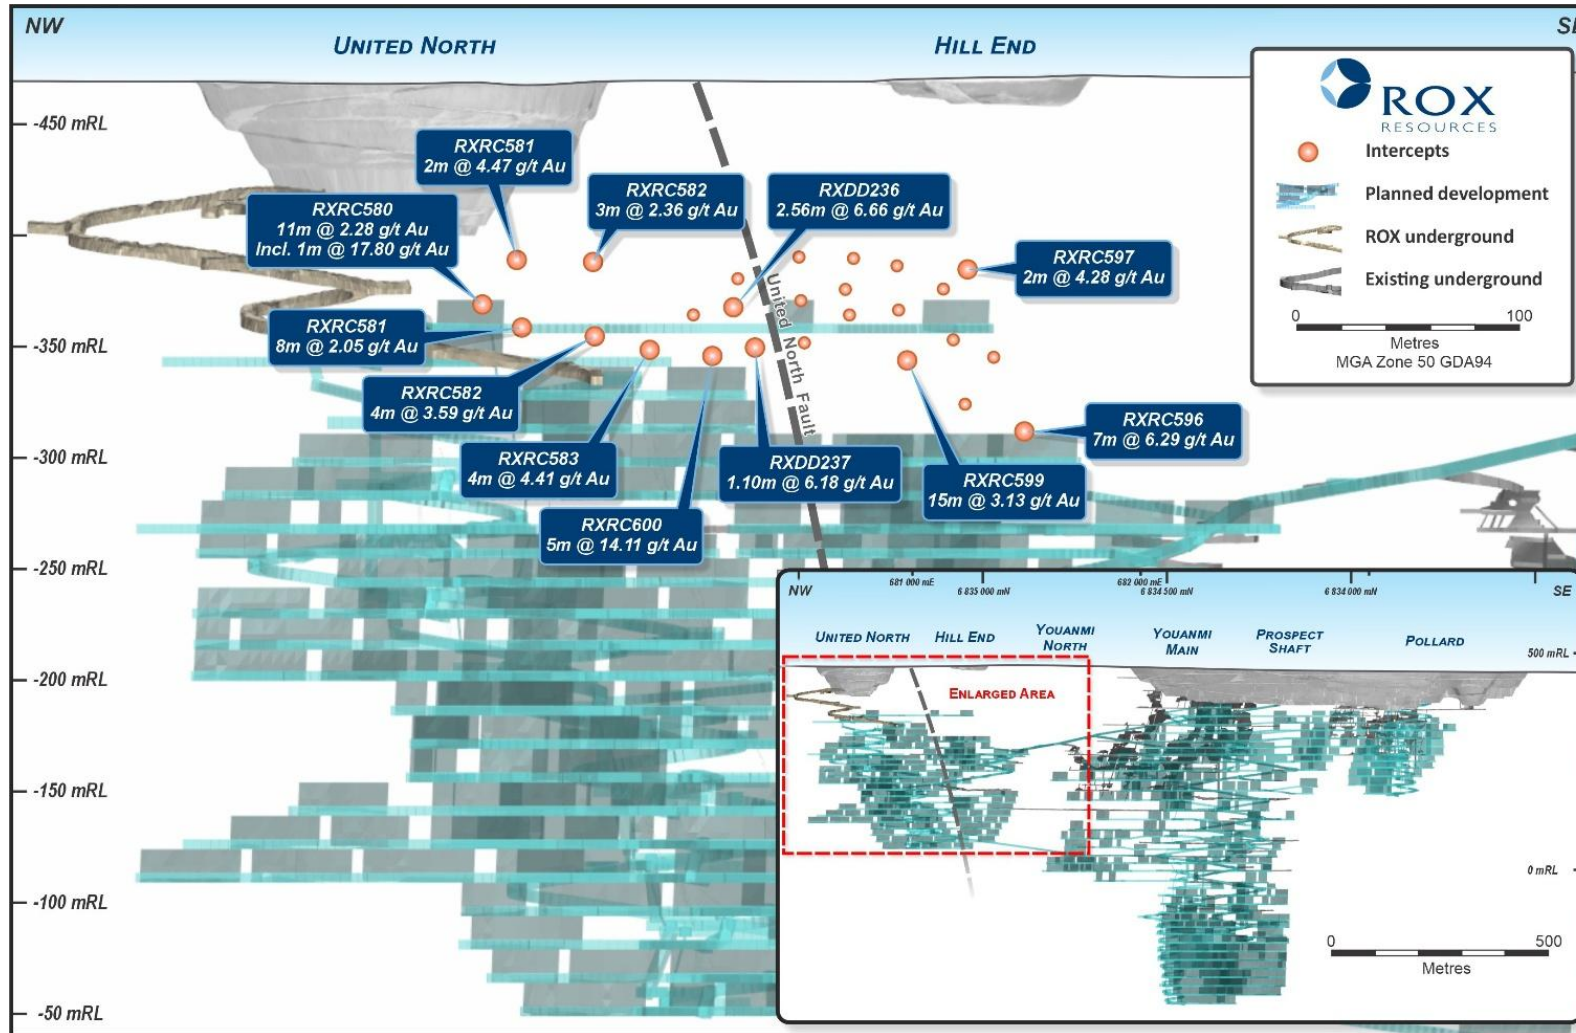 NW
UNITED NORTH
HILL END
SE
ROX
RESOURCES
Intercepts
Planned development
ROX underground
Existing underground
0 100
Metres
MGA Zone 50 GDA94
-450 mRL
-350 mRL
-300 mRL
-250 mRL
-200 mRL
-150 mRL
-100 mRL
-50 mRL
RXRC581
2m @ 4.47 g/t Au
RXRC582
3m @ 2.36 g/t Au
RXDD236
2.56m @ 6.66 g/t Au
RXRC580
11m @ 2.28 g/t Au
Incl. 1m @ 17.80 g/t Au
RXRC597
2m @ 4.28 g/t Au
RXRC581
8m @ 2.05 g/t Au
RXRC582
4m @ 3.59 g/t Au
RXRC583
4m @ 4.41 g/t Au
RXRC600
5m @ 14.11 g/t Au
RXDD237
1.10m @ 6.18 g/t Au
RXRC599
15m @ 3.13 g/t Au
RXRC596
7m @ 6.29 g/t Au
United North Fault
NW
681 000 mE
6 835 000 mN
682 000 mE
6 834 500 mN
6 834 000 mN
SE
UNITED NORTH
HILL END
YOUANMI
NORTH
YOUANMI
MAIN
PROSPECT
SHAFT
POLLARD
500 mRL
ENLARGED AREA
0 mRL
0 500
Metres